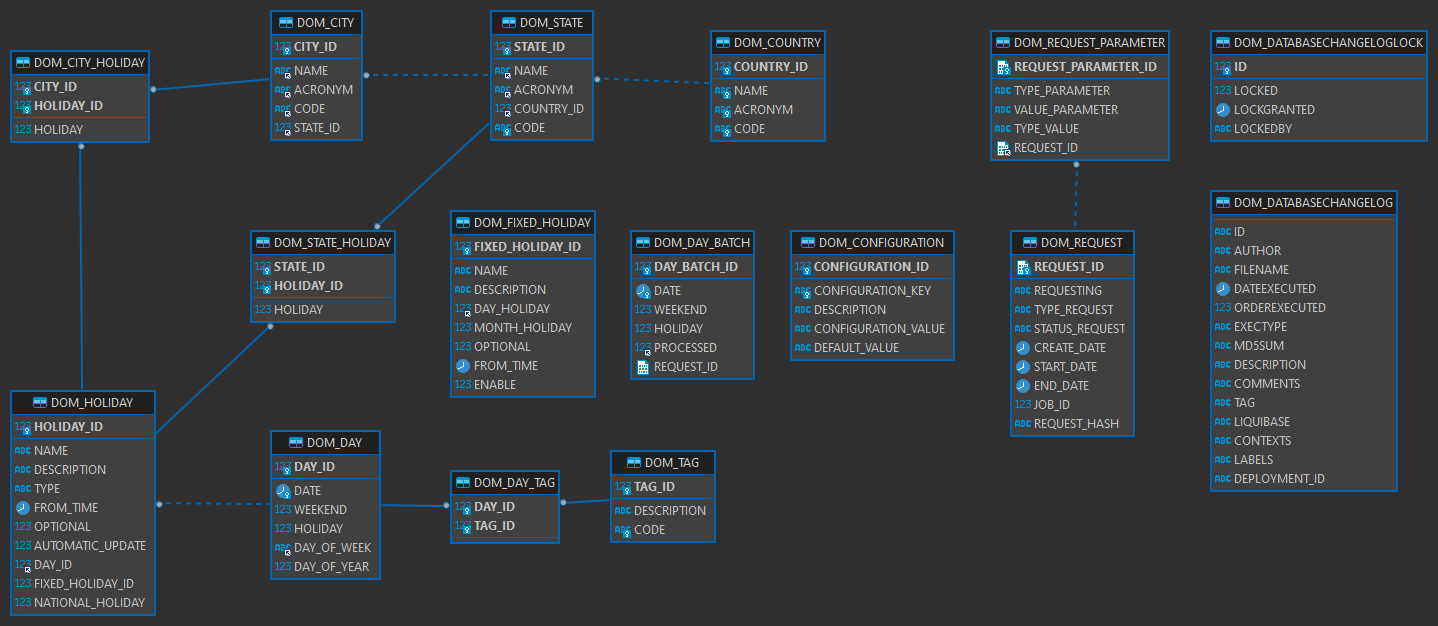 DOM_CITY_HOLIDAY
123 CITY_ID
123 HOLIDAY_ID
123 HOLIDAY
DOM_CITY
123 CITY_ID
ABC NAME
ABC ACRONYM
ABC CODE
123 STATE_ID
DOM_STATE
123 STATE_ID
ABC NAME
ABC ACRONYM
123 COUNTRY_ID
ABC CODE
DOM_COUNTRY
123 COUNTRY_ID
ABC NAME
ABC ACRONYM
ABC CODE
DOM_REQUEST_PARAMETER
REQUEST_PARAMETER_ID
ABC TYPE_PARAMETER
ABC VALUE_PARAMETER
ABC TYPE_VALUE
REQUEST_ID
DOM_DATABASECHANGELOGLOCK
123 ID
123 LOCKED
LOCKGRANTED
ABC LOCKEDBY
DOM_STATE_HOLIDAY
123 STATE_ID
123 HOLIDAY_ID
123 HOLIDAY
DOM_FIXED_HOLIDAY
123 FIXED_HOLIDAY_ID
ABC NAME
ABC DESCRIPTION
123 DAY_HOLIDAY
123 MONTH_HOLIDAY
123 OPTIONAL
FROM_TIME
123 ENABLE
DOM_DAY_BATCH
123 DAY_BATCH_ID
DATE
123 WEEKEND
123 HOLIDAY
123 PROCESSED
REQUEST_ID
DOM_CONFIGURATION
123 CONFIGURATION_ID
ABC CONFIGURATION_KEY
ABC DESCRIPTION
ABC CONFIGURATION_VALUE
ABC DEFAULT_VALUE
DOM_REQUEST
REQUEST_ID
ABC REQUESTING
ABC TYPE_REQUEST
ABC STATUS_REQUEST
CREATE_DATE
START_DATE
END_DATE
123 JOB_ID
ABC REQUEST_HASH
DOM_DATABASECHANGELOG
ABC ID
ABC AUTHOR
ABC FILENAME
DATEEXECUTED
123 ORDEREXECUTED
ABC EXECTYPE
ABC MD5SUM
ABC DESCRIPTION
ABC COMMENTS
ABC TAG
ABC LIQUIBASE
ABC CONTEXTS
ABC LABELS
ABC DEPLOYMENT_ID
DOM_HOLIDAY
123 HOLIDAY_ID
ABC NAME
ABC DESCRIPTION
ABC TYPE
FROM_TIME
123 OPTIONAL
123 AUTOMATIC_UPDATE
123 DAY_ID
123 FIXED_HOLIDAY_ID
123 NATIONAL_HOLIDAY
DOM_DAY
123 DAY_ID
DATE
123 WEEKEND
123 HOLIDAY
ABC DAY_OF_WEEK
123 DAY_OF_YEAR
DOM_DAY_TAG
123 DAY_ID
123 TAG_ID
DOM_TAG
123 TAG_ID
ABC DESCRIPTION
ABC CODE